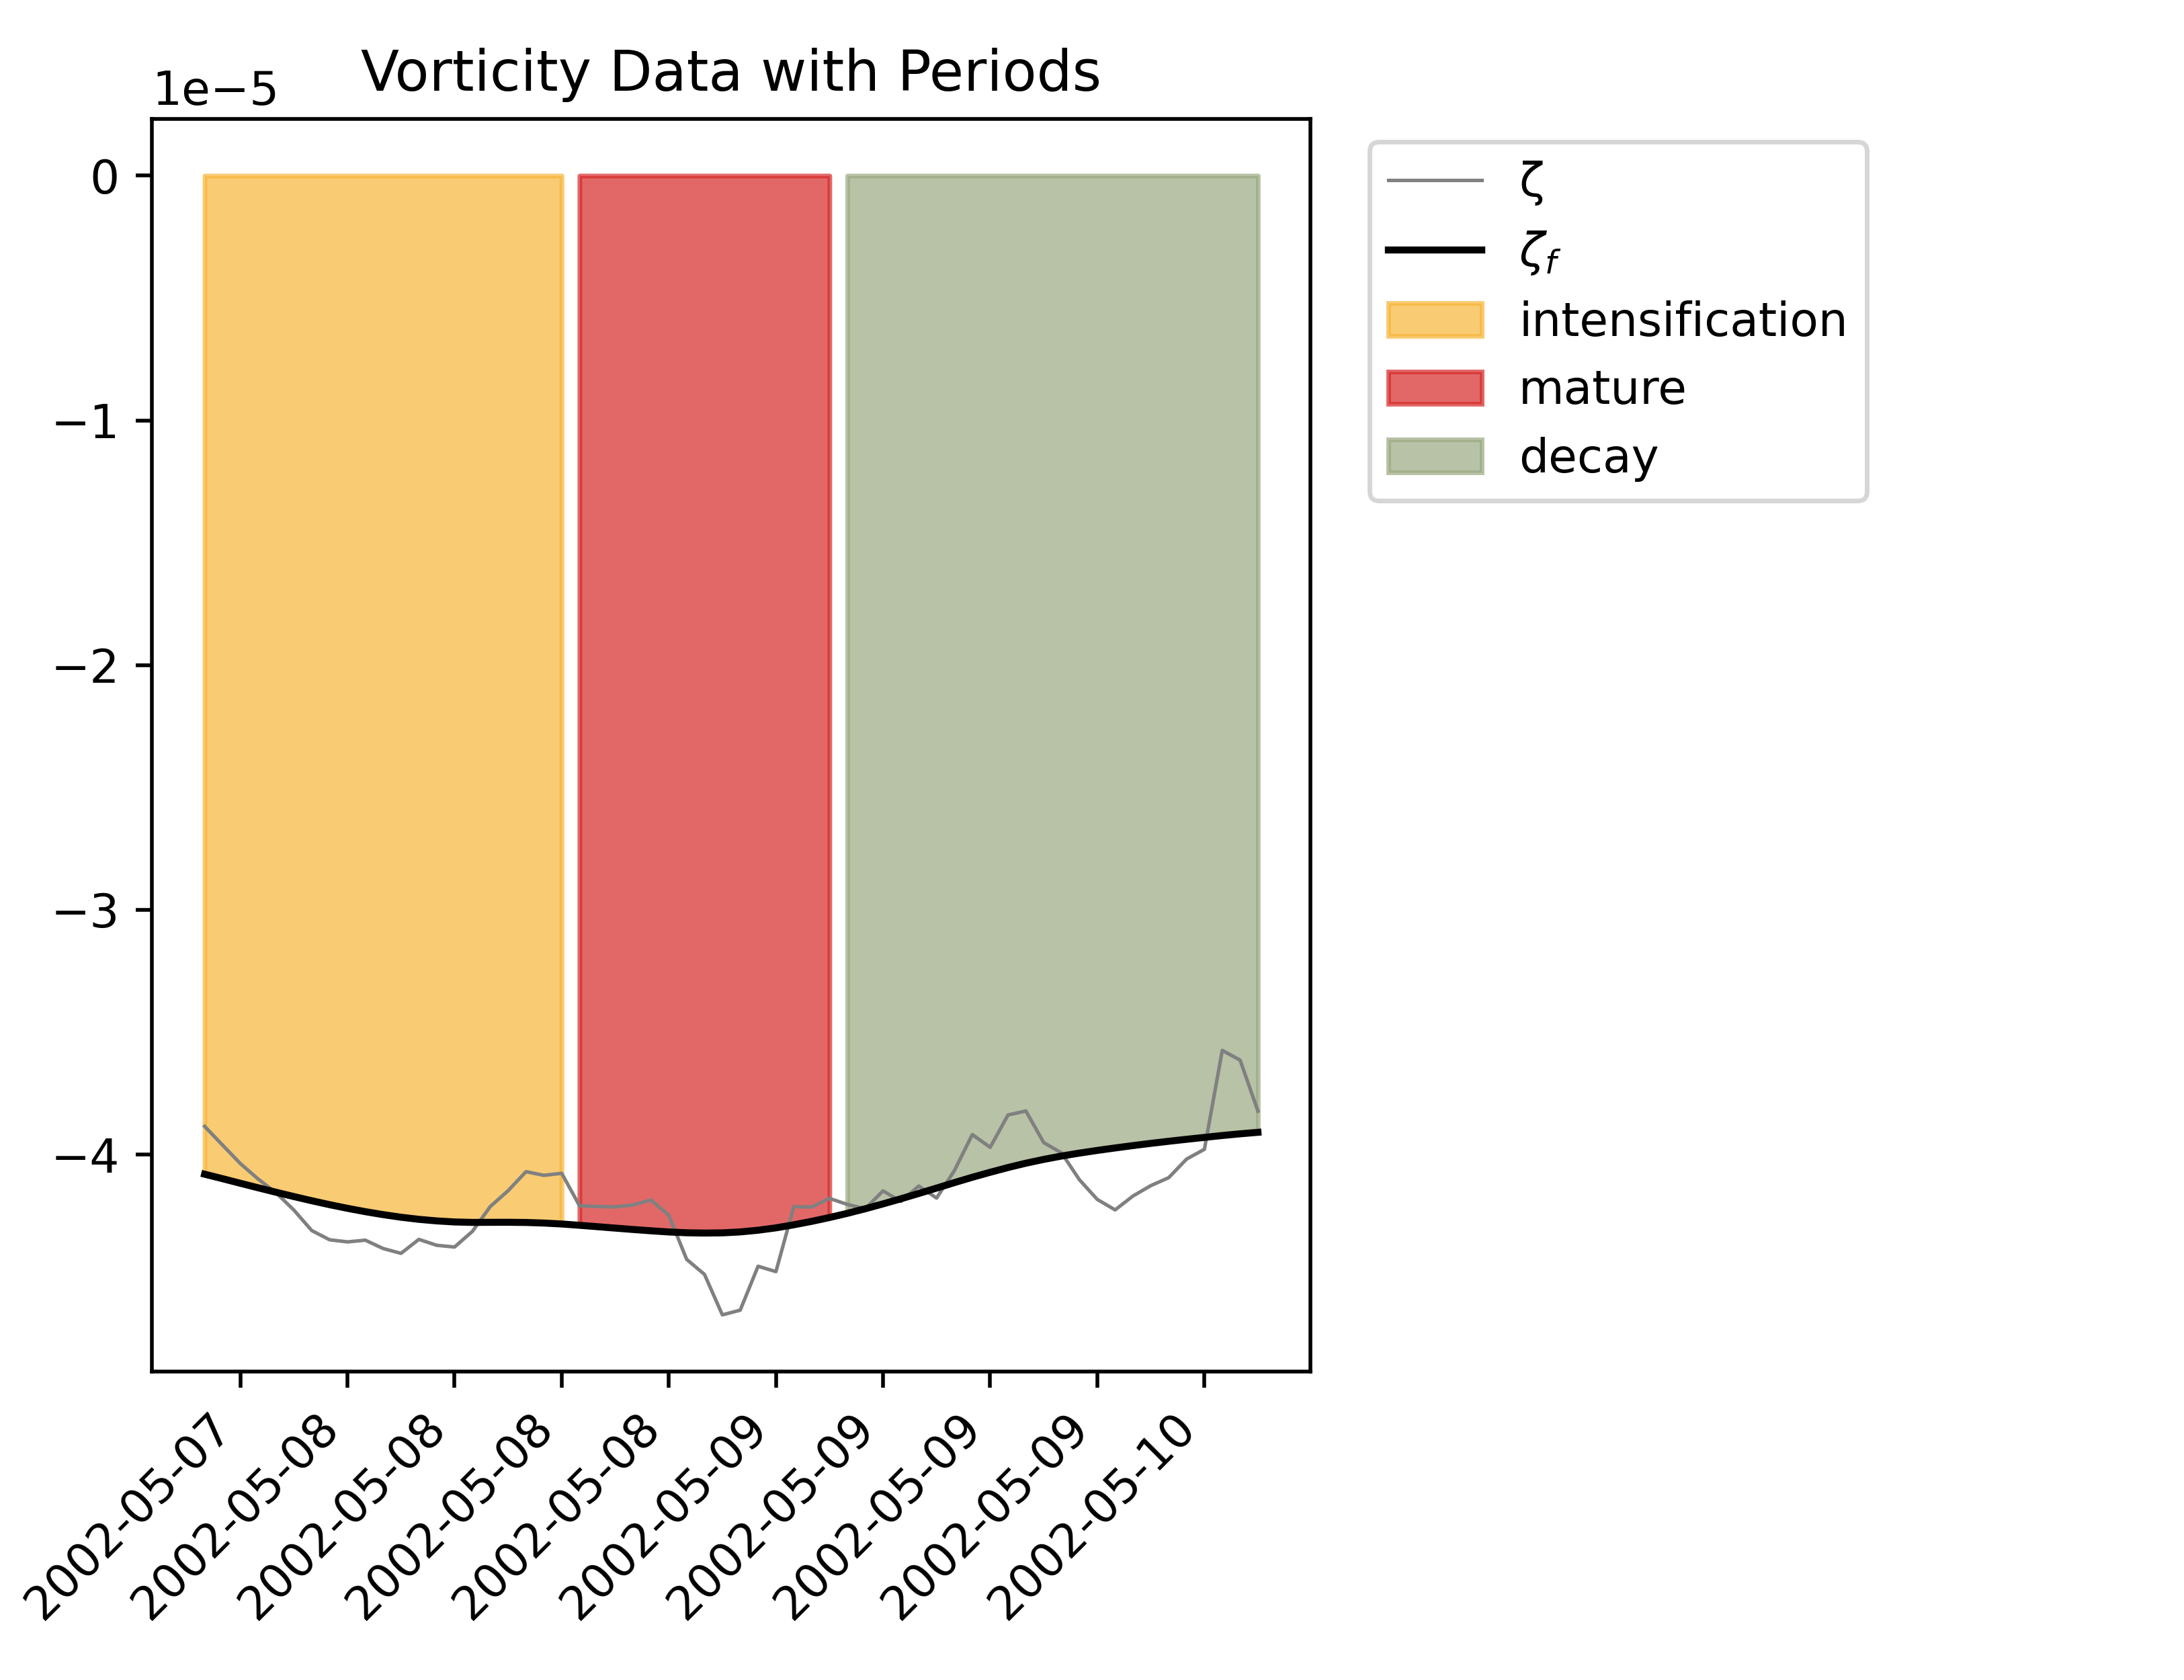 Vorticity Data with Periods
1e−5
0
−1
−2
−3
−4
2002-05-07
2002-05-08
2002-05-08
2002-05-08
2002-05-08
2002-05-09
2002-05-09
2002-05-09
2002-05-09
2002-05-10
ζ
ζf
intensification
mature
decay